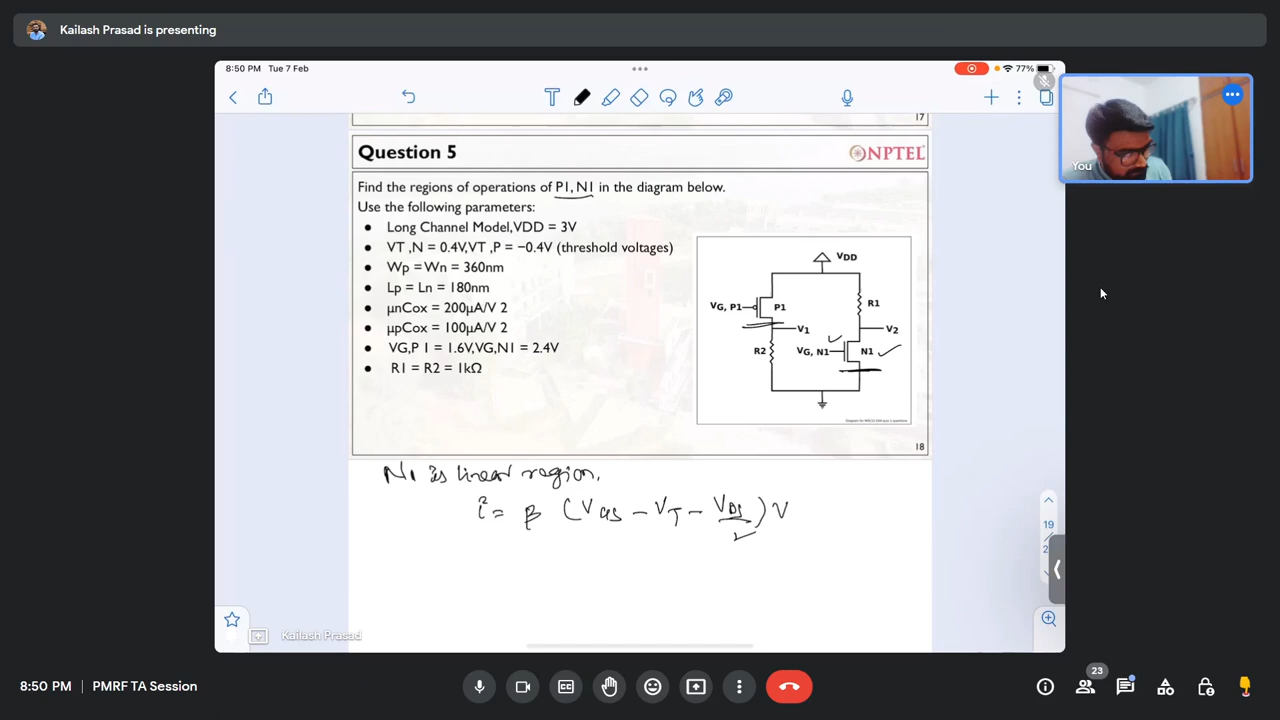 Kailash Prasad is presenting
8:50 PM Tue 7 Feb
77%
17
Question 5
NPTEL
Find the regions of operations of P1, N1 in the diagram below.
Use the following parameters:
• Long Channel Model, VDD = 3V
• VT ,N = 0.4V, VT ,P = −0.4V (threshold voltages)
• Wp = Wn = 360nm
• Lp = Ln = 180nm
• μnCox = 200μA/V 2
• μpCox = 100μA/V 2
• VG,P 1 = 1.6V, VG,N1 = 2.4V
• R1 = R2 = 1kΩ
VDD
VG, P1
P1
R1
V1
V2
R2
VG, N1
N1
18
You
N1 is linear region.
i = β (VGS − VT − VDS/2) V
19
2
Kailash Prasad
8:50 PM
PMRF TA Session
23